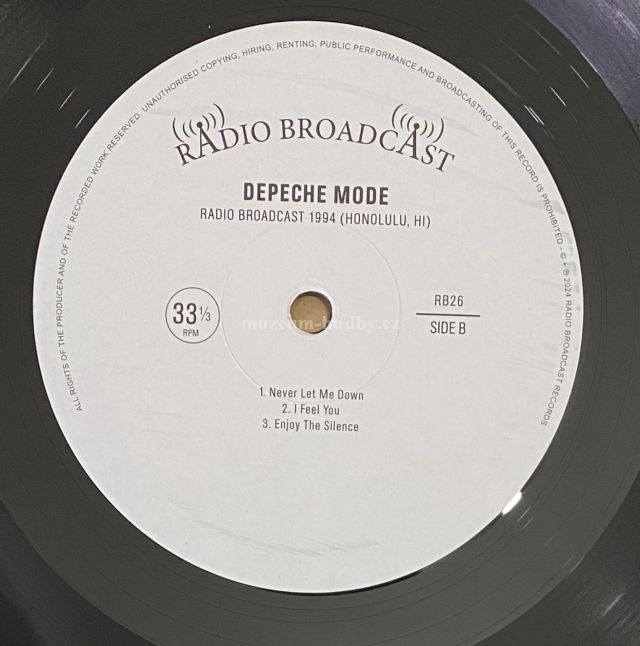 ALL RIGHTS OF THE PRODUCER AND OF THE RECORDED WORK RESERVED. UNAUTHORISED COPYING, HIRING, RENTING, PUBLIC PERFORMANCE AND BROADCASTING OF THIS RECORD IS PROHIBITED - © + ℗ 2024 RADIO BROADCAST RECORDS
RADIO BROADCAST
DEPECHE MODE
RADIO BROADCAST 1994 (HONOLULU, HI)
33 1/3
RPM
RB26
SIDE B
muzeum-hudby.cz
1. Never Let Me Down
2. I Feel You
3. Enjoy The Silence